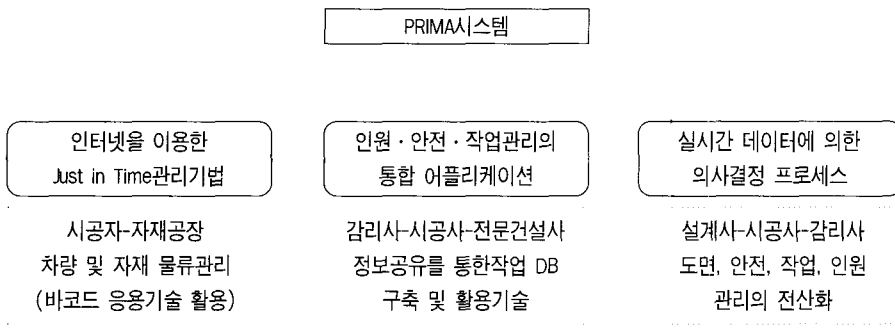 PRIMA시스템
인터넷을 이용한
Just in Time관리기법
시공자-자재공장
차량 및 자재 물류관리
(바코드 응용기술 활용)
인원·안전·작업관리의
통합 어플리케이션
감리사-시공사-전문건설사
정보공유를 통한작업 DB
구축 및 활용기술
실시간 데이터에 의한
의사결정 프로세스
설계사-시공사-감리사
도면, 안전, 작업, 인원
관리의 전산화